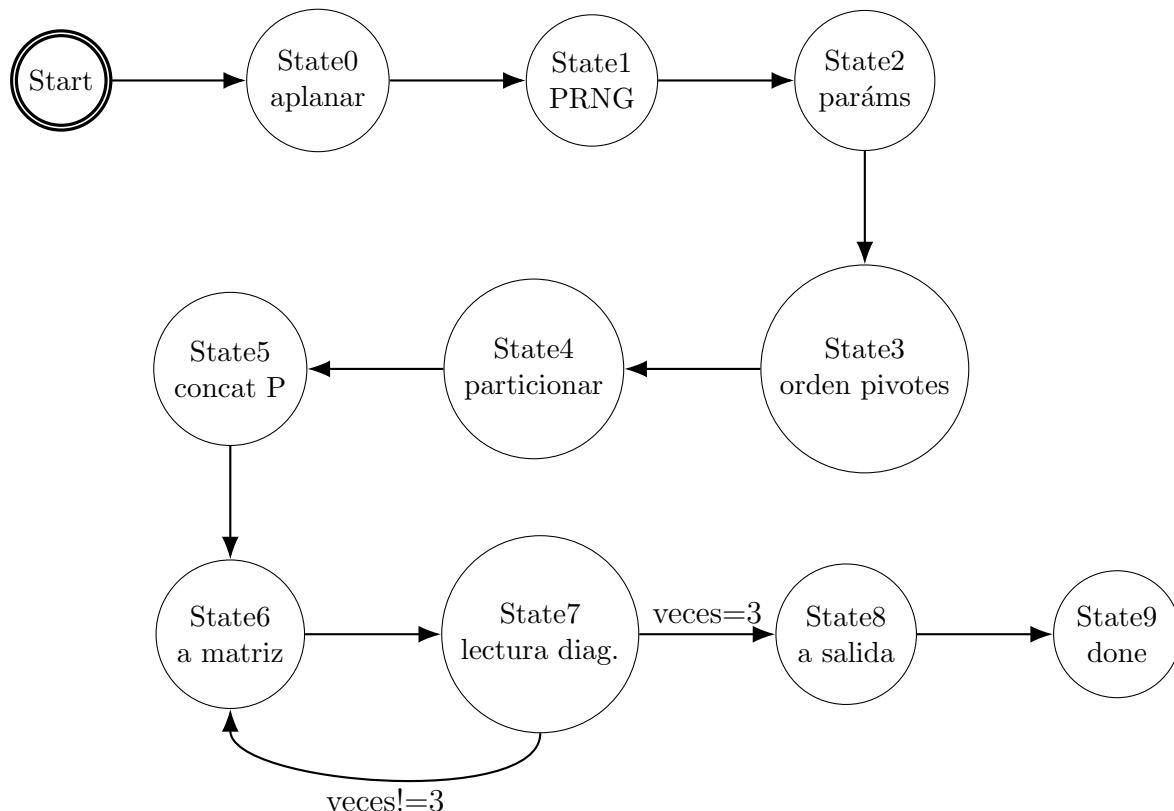 Start
State0
aplanar
State1
PRNG
State2
paráms
State3
orden pivotes
State4
particionar
State5
concat P
State6
a matriz
State7
lectura diag.
veces=3
State8
a salida
State9
done
veces!=3